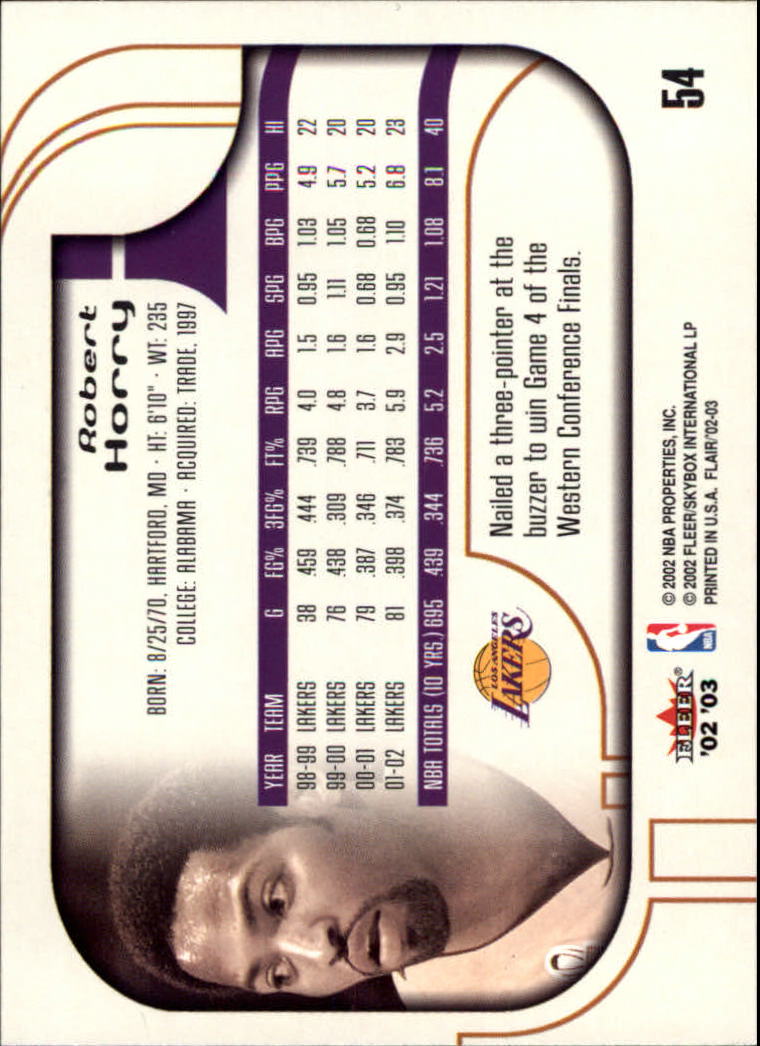 Robert
Horry
BORN: 8/25/70, HARTFORD, MD · HT: 6'10" · WT: 235
COLLEGE: ALABAMA · ACQUIRED: TRADE, 1997
YEAR TEAM G FG% 3FG% FT% RPG APG SPG BPG PPG HI
98-99 LAKERS 38 .459 .444 .739 4.0 1.5 0.95 1.03 4.9 22
99-00 LAKERS 76 .438 .309 .788 4.8 1.6 1.11 1.05 5.7 20
00-01 LAKERS 79 .387 .346 .711 3.7 1.6 0.68 0.68 5.2 20
01-02 LAKERS 81 .398 .374 .783 5.9 2.9 0.95 1.10 6.8 23
NBA TOTALS (10 YRS.) 695 .439 .344 .736 5.2 2.5 1.21 1.08 8.1 40
LOS ANGELES
LAKERS
Nailed a three-pointer at the
buzzer to win Game 4 of the
Western Conference Finals.
FLEER®
'02 '03
NBA
© 2002 NBA PROPERTIES, INC.
© 2002 FLEER/SKYBOX INTERNATIONAL LP
PRINTED IN U.S.A. FLAIR/'02-03
54